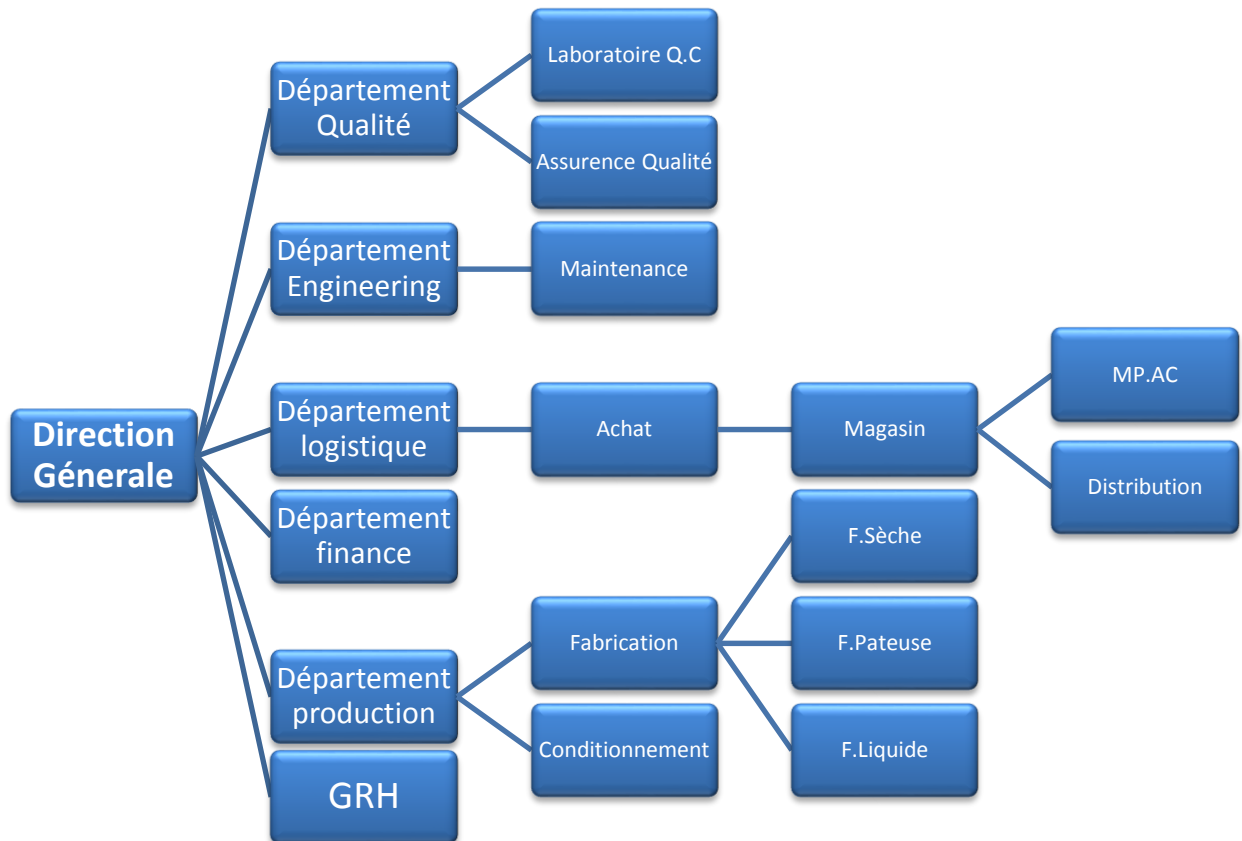 Direction
Génerale
Département
Qualité
Laboratoire Q.C
Assurence Qualité
Département
Engineering
Maintenance
Département
logistique
Achat
Magasin
MP.AC
Distribution
Département
finance
Département
production
Fabrication
F.Sèche
F.Pateuse
F.Liquide
Conditionnement
GRH